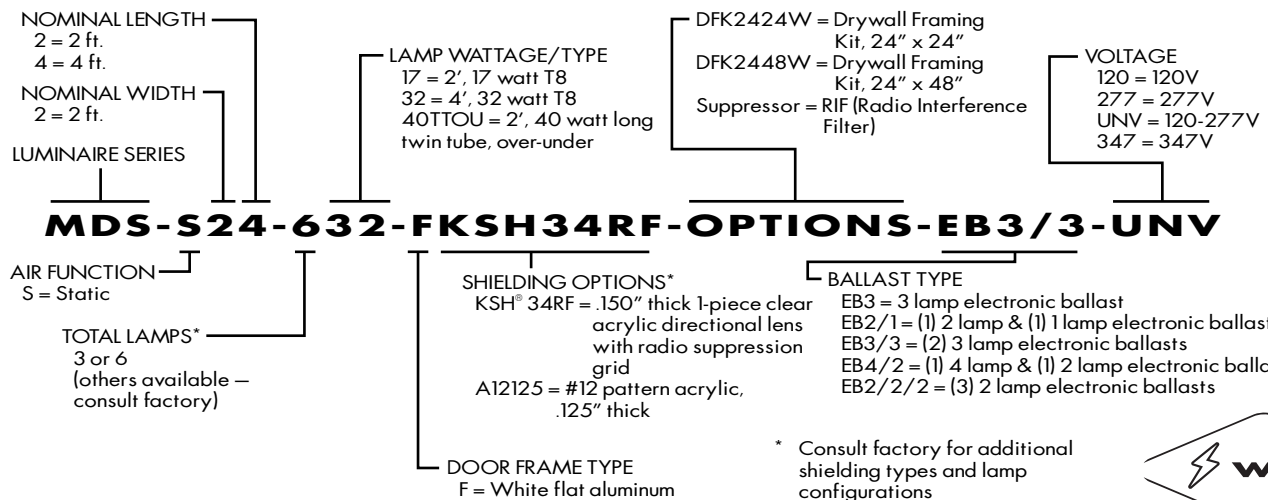 NOMINAL LENGTH
2 = 2 ft.
4 = 4 ft.
NOMINAL WIDTH
2 = 2 ft.
LUMINAIRE SERIES
LAMP WATTAGE/TYPE
17 = 2', 17 watt T8
32 = 4', 32 watt T8
40TTOU = 2', 40 watt long
twin tube, over-under
DFK2424W = Drywall Framing
Kit, 24" x 24"
DFK2448W = Drywall Framing
Kit, 24" x 48"
Suppressor = RIF (Radio Interference
Filter)
VOLTAGE
120 = 120V
277 = 277V
UNV = 120-277V
347 = 347V
MDS-S24-632-FKSH34RF-OPTIONS-EB3/3-UNV
AIR FUNCTION
S = Static
TOTAL LAMPS*
3 or 6
(others available –
consult factory)
SHIELDING OPTIONS*
KSH® 34RF = .150" thick 1-piece clear
acrylic directional lens
with radio suppression
grid
A12125 = #12 pattern acrylic,
.125" thick
DOOR FRAME TYPE
F = White flat aluminum
BALLAST TYPE
EB3 = 3 lamp electronic ballast
EB2/1 = (1) 2 lamp & (1) 1 lamp electronic ballast
EB3/3 = (2) 3 lamp electronic ballasts
EB4/2 = (1) 4 lamp & (1) 2 lamp electronic
EB2/2/2 = (3) 2 lamp electronic ballasts
* Consult factory for additional
shielding types and lamp
configurations